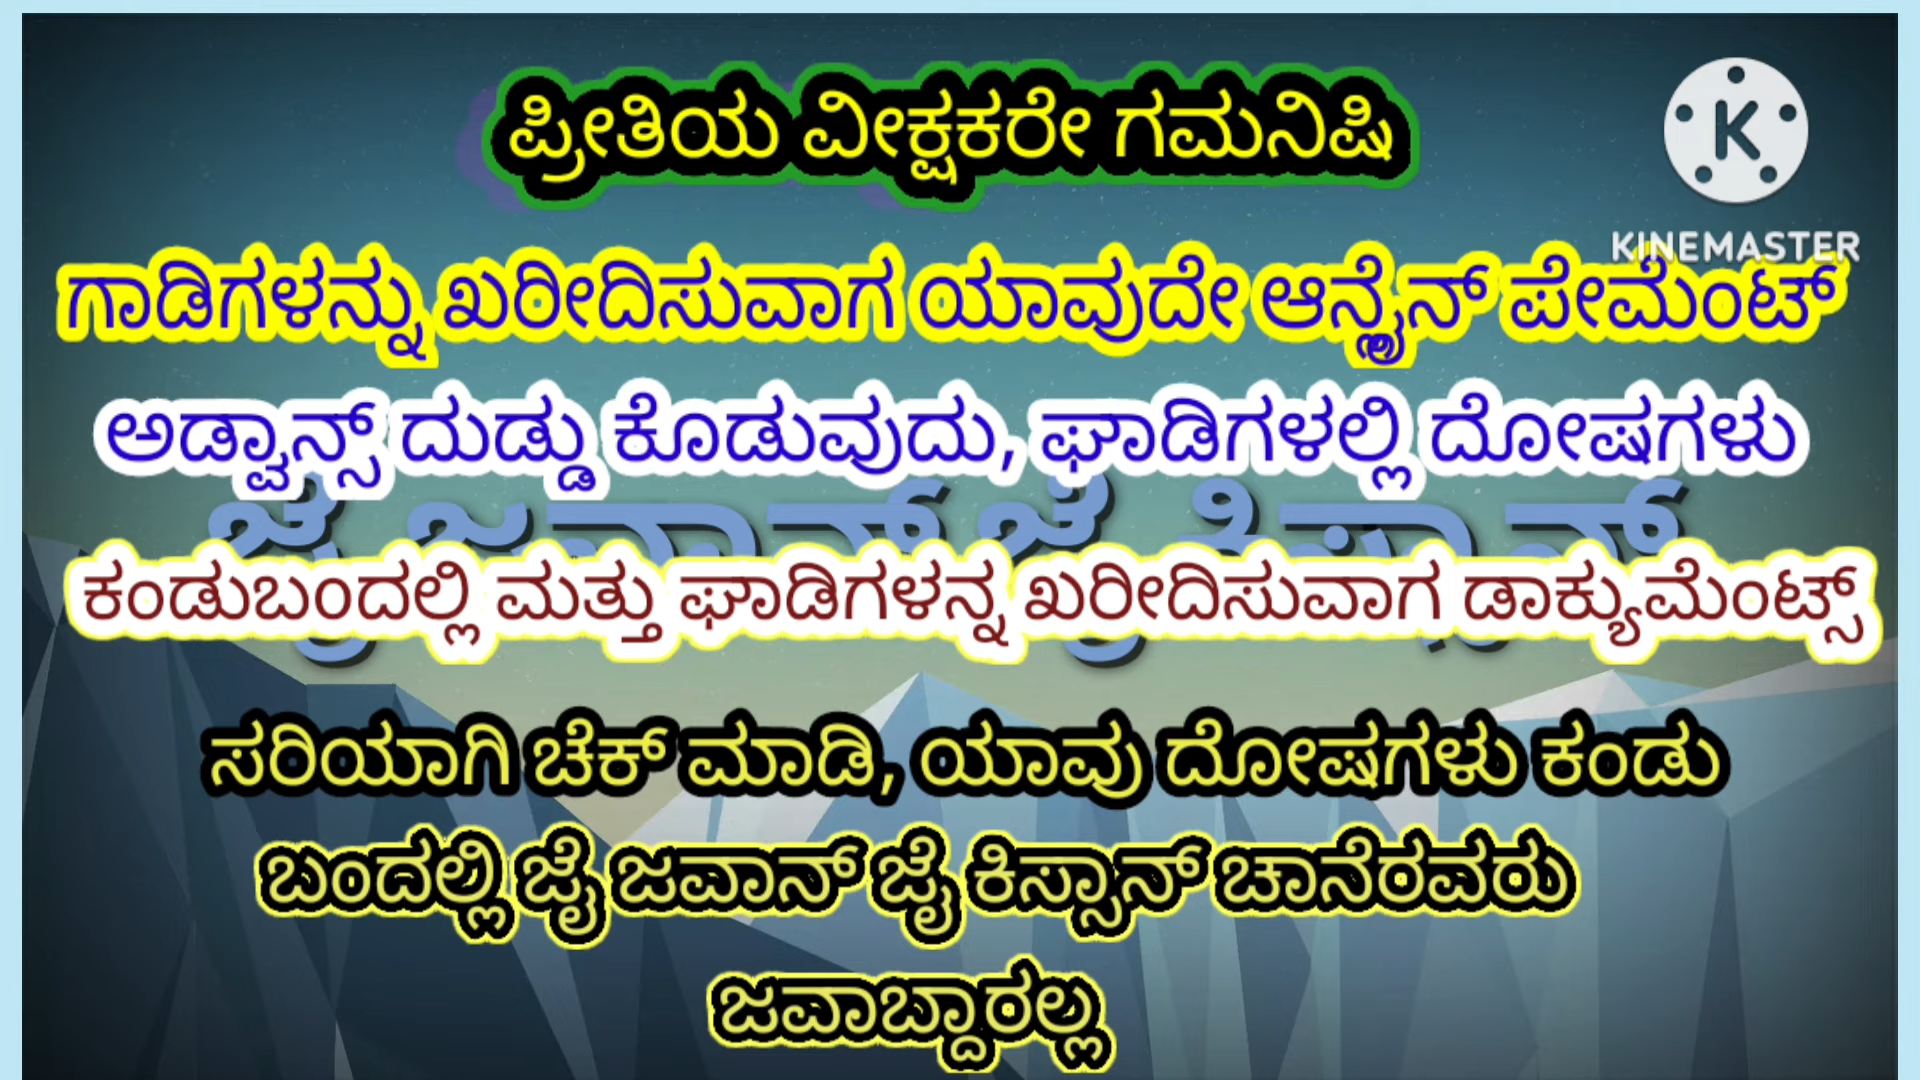 ಪ್ರೀತಿಯ ವೀಕ್ಷಕರೇ ಗಮನಿಷಿ
KINEMASTER
ಗಾಡಿಗಳನ್ನು ಖರೀದಿಸುವಾಗ ಯಾವುದೇ ಆನ್ಲೈನ್ ಪೇಮೆಂಟ್
ಅಡ್ವಾನ್ಸ್ ದುಡ್ಡು ಕೊಡುವುದು, ಘಾಡಿಗಳಲ್ಲಿ ದೋಷಗಳು
ಕಂಡುಬಂದಲ್ಲಿ ಮತ್ತು ಘಾಡಿಗಳನ್ನ ಖರೀದಿಸುವಾಗ ಡಾಕ್ಯುಮೆಂಟ್ಸ್
ಸರಿಯಾಗಿ ಚೆಕ್ ಮಾಡಿ, ಯಾವು ದೋಷಗಳು ಕಂಡು
ಬಂದಲ್ಲಿ ಜೈ ಜವಾನ್ ಜೈ ಕಿಸ್ಸಾನ್ ಚಾನೆರವರು
ಜವಾಬ್ದಾರಲ್ಲ